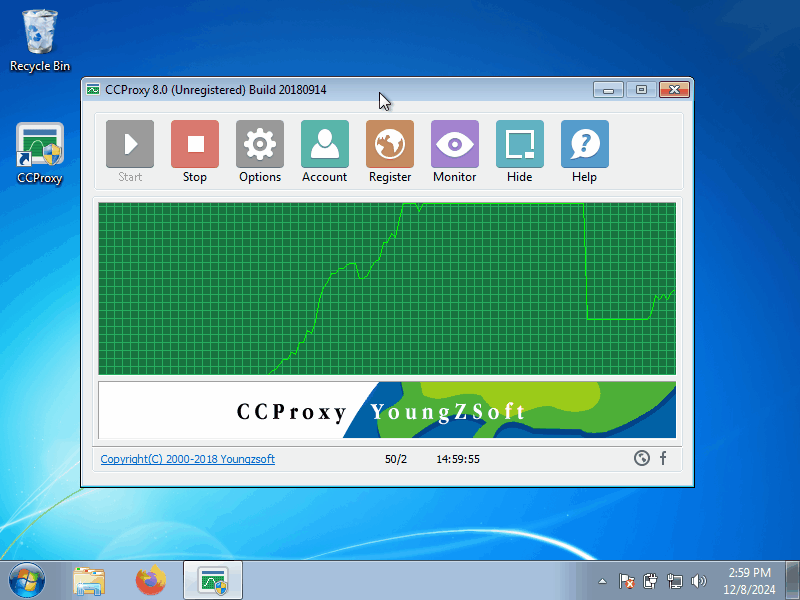 Recycle Bin
CCProxy
CCProxy 8.0 (Unregistered) Build 20180914
Start Stop Options Account Register Monitor Hide Help
CCProxy YoungZSoft
Copyright(C) 2000-2018 Youngzsoft 50/2 14:59:55
2:59 PM
12/8/2024